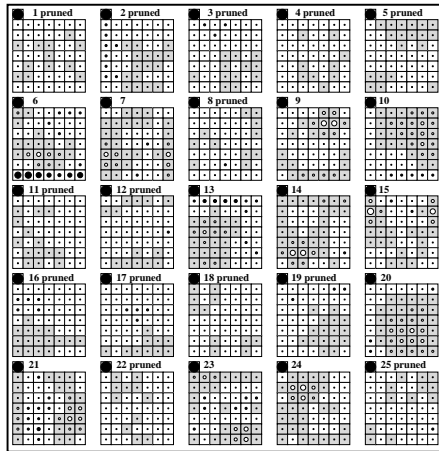 1 pruned 2 pruned 3 pruned 4 pruned 5 pruned
6 7 8 pruned 9 10
11 pruned 12 pruned 13 14 15
16 pruned 17 pruned 18 pruned 19 pruned 20
21 22 pruned 23 24 25 pruned